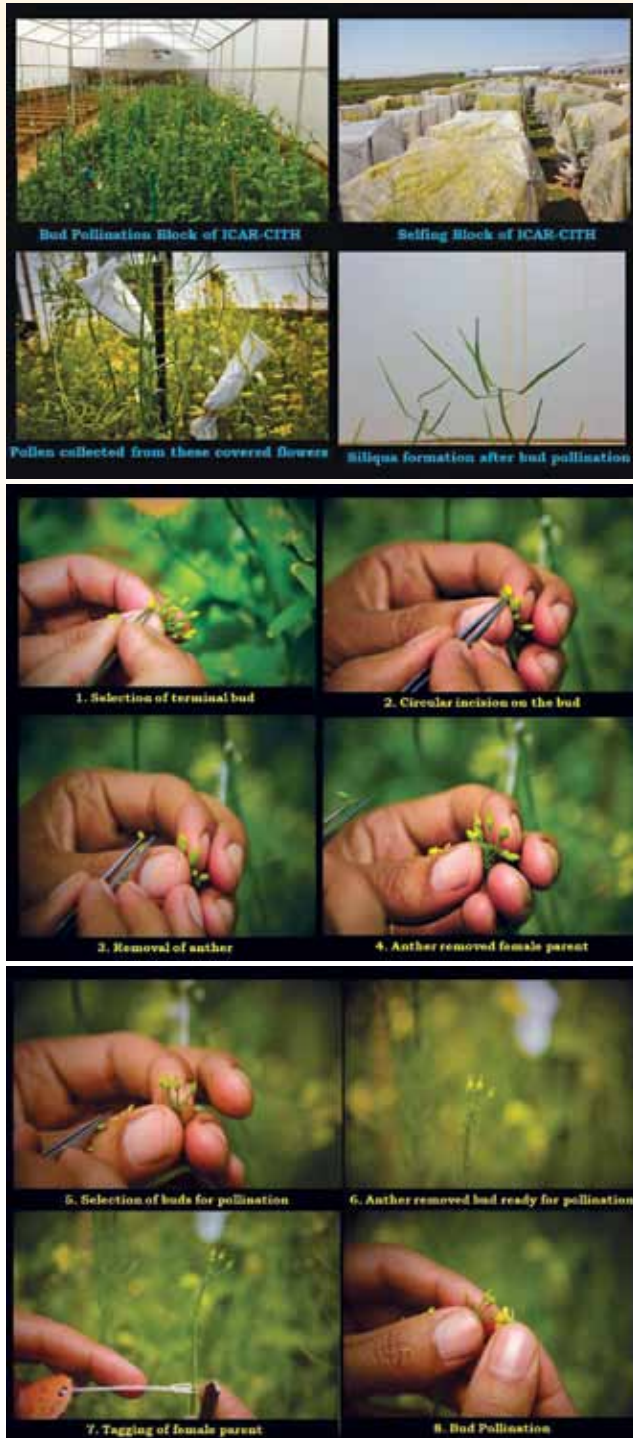 Bud Pollination Block of ICAR-CITH
Selfing Block of ICAR-CITH
Pollen collected from these covered flowers
Siliqua formation after bud pollination
1. Selection of terminal bud
2. Circular incision on the bud
3. Removal of anther
4. Anther removed female parent
5. Selection of buds for pollination
6. Anther removed bud ready for pollination
7. Tagging of female parent
8. Bud Pollination